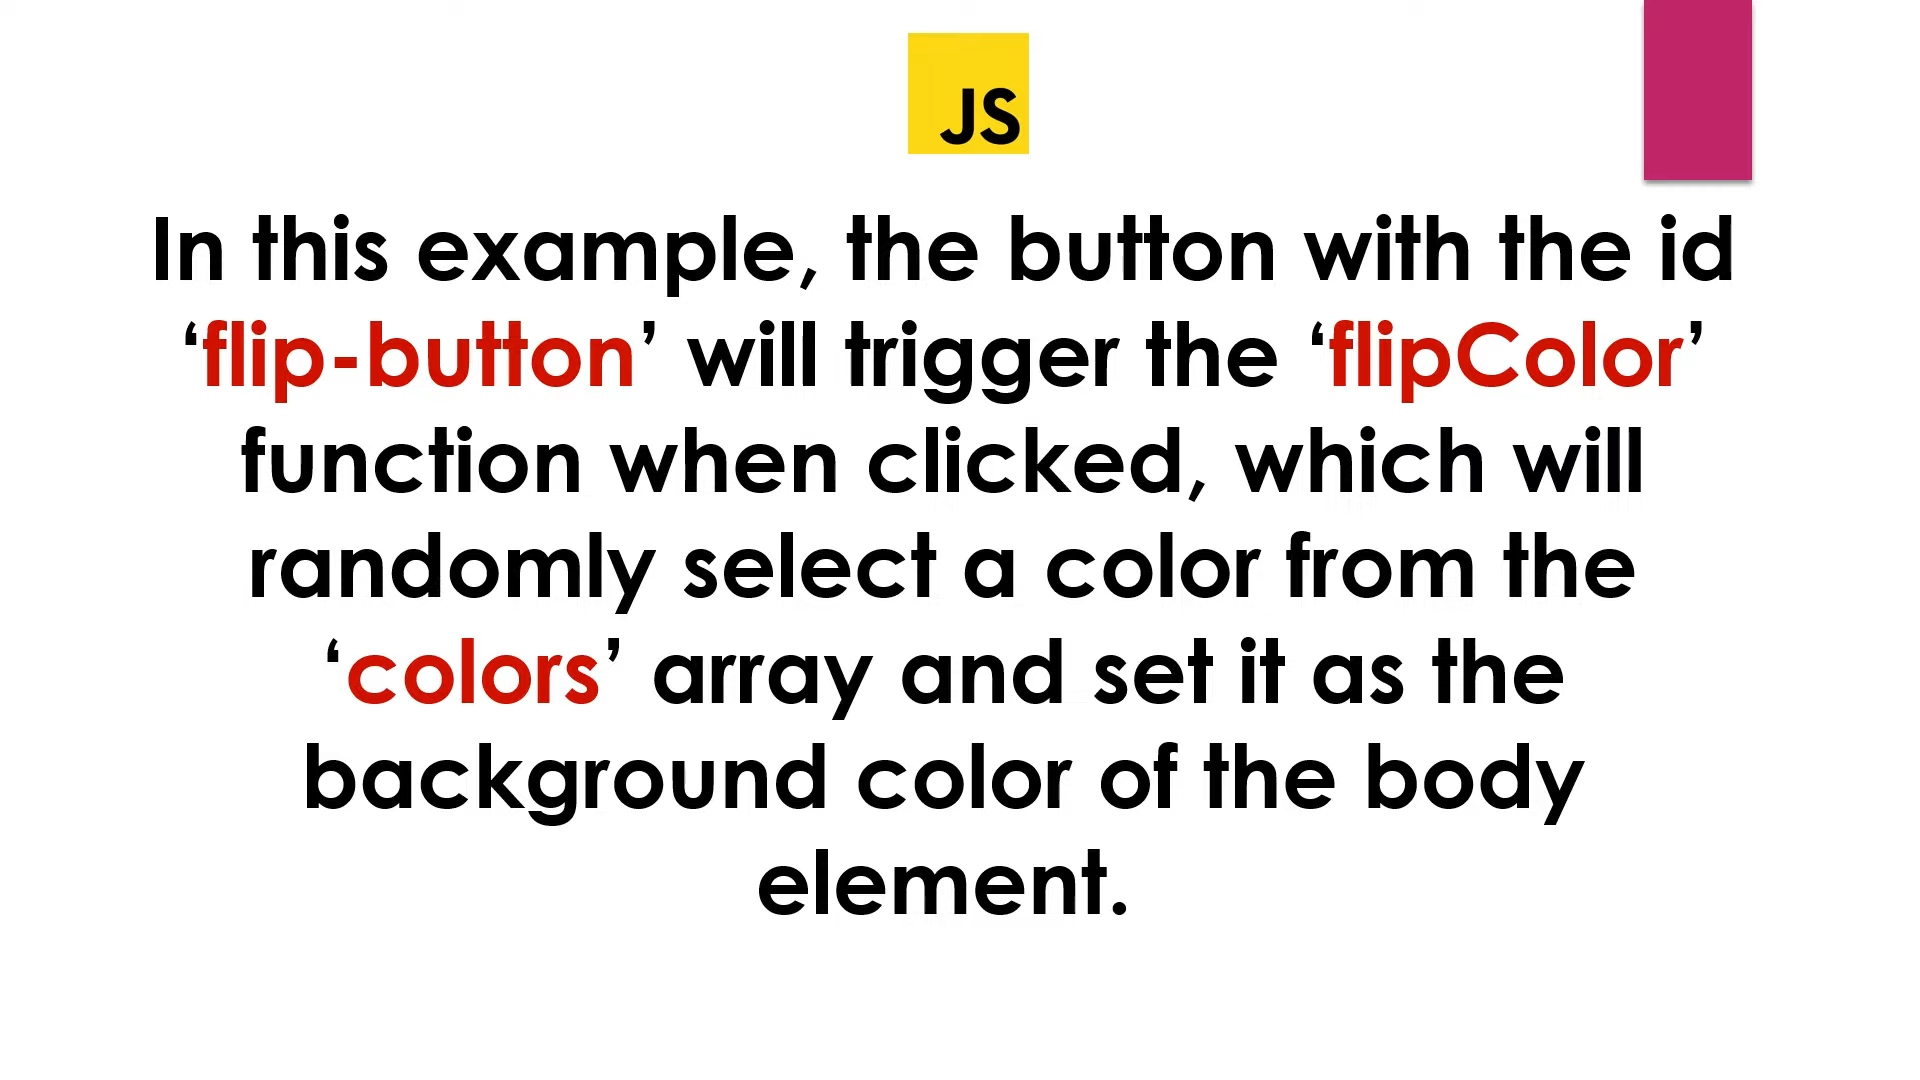 JS
In this example, the button with the id
‘flip-button’ will trigger the ‘flipColor’
function when clicked, which will
randomly select a color from the
‘colors’ array and set it as the
background color of the body
element.